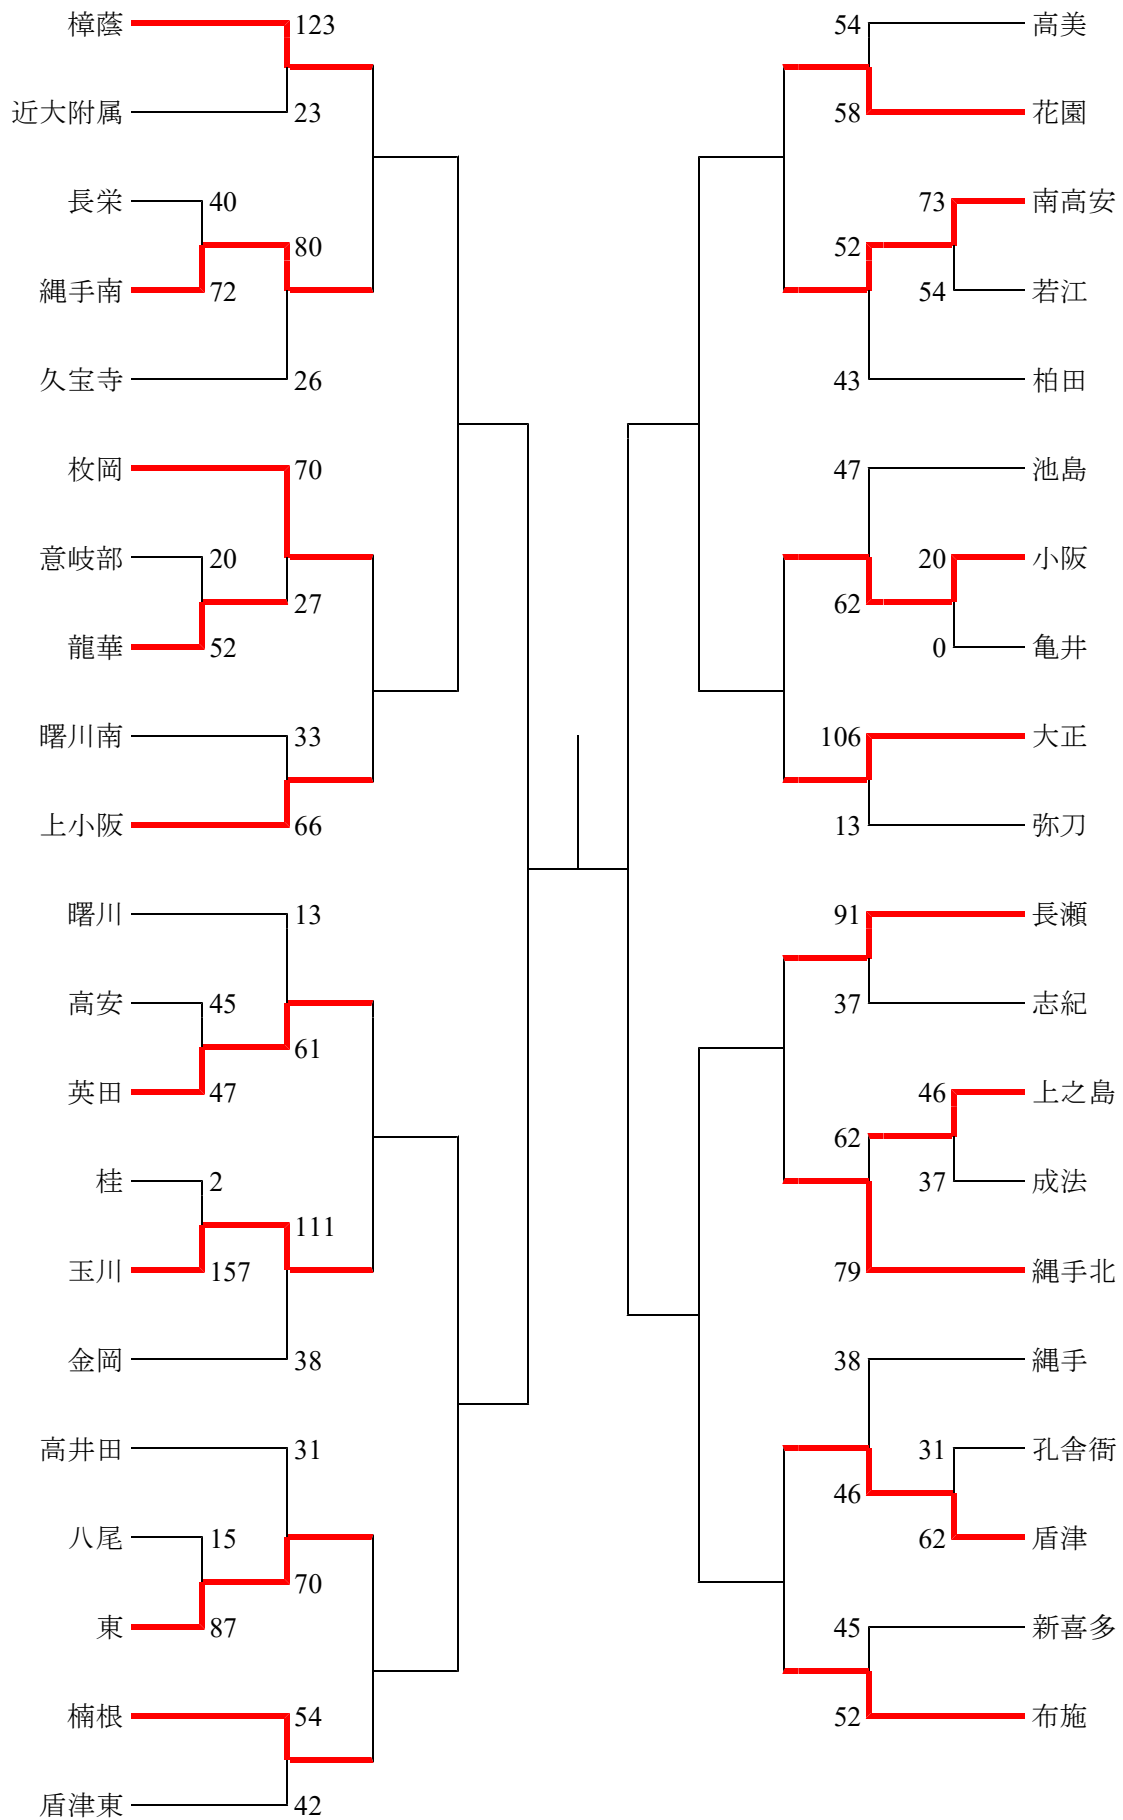 樟蔭 123 54 高美
近大附属 23 58 花園
長栄 40 73 南高安
80 52
縄手南 72 54 若江
久宝寺 26 43 柏田
枚岡 70 47 池島
意岐部 20 20 小阪
27 62
龍華 52 0 亀井
曙川南 33 106 大正
上小阪 66 13 弥刀
曙川 13 91 長瀬
高安 45 37 志紀
61
英田 47 46 上之島
62
桂 2 37 成法
111
玉川 157 79 縄手北
金岡 38 38 縄手
高井田 31 31 孔舎衙
46
八尾 15 62 盾津
70
東 87 45 新喜多
楠根 54 52 布施
盾津東 42